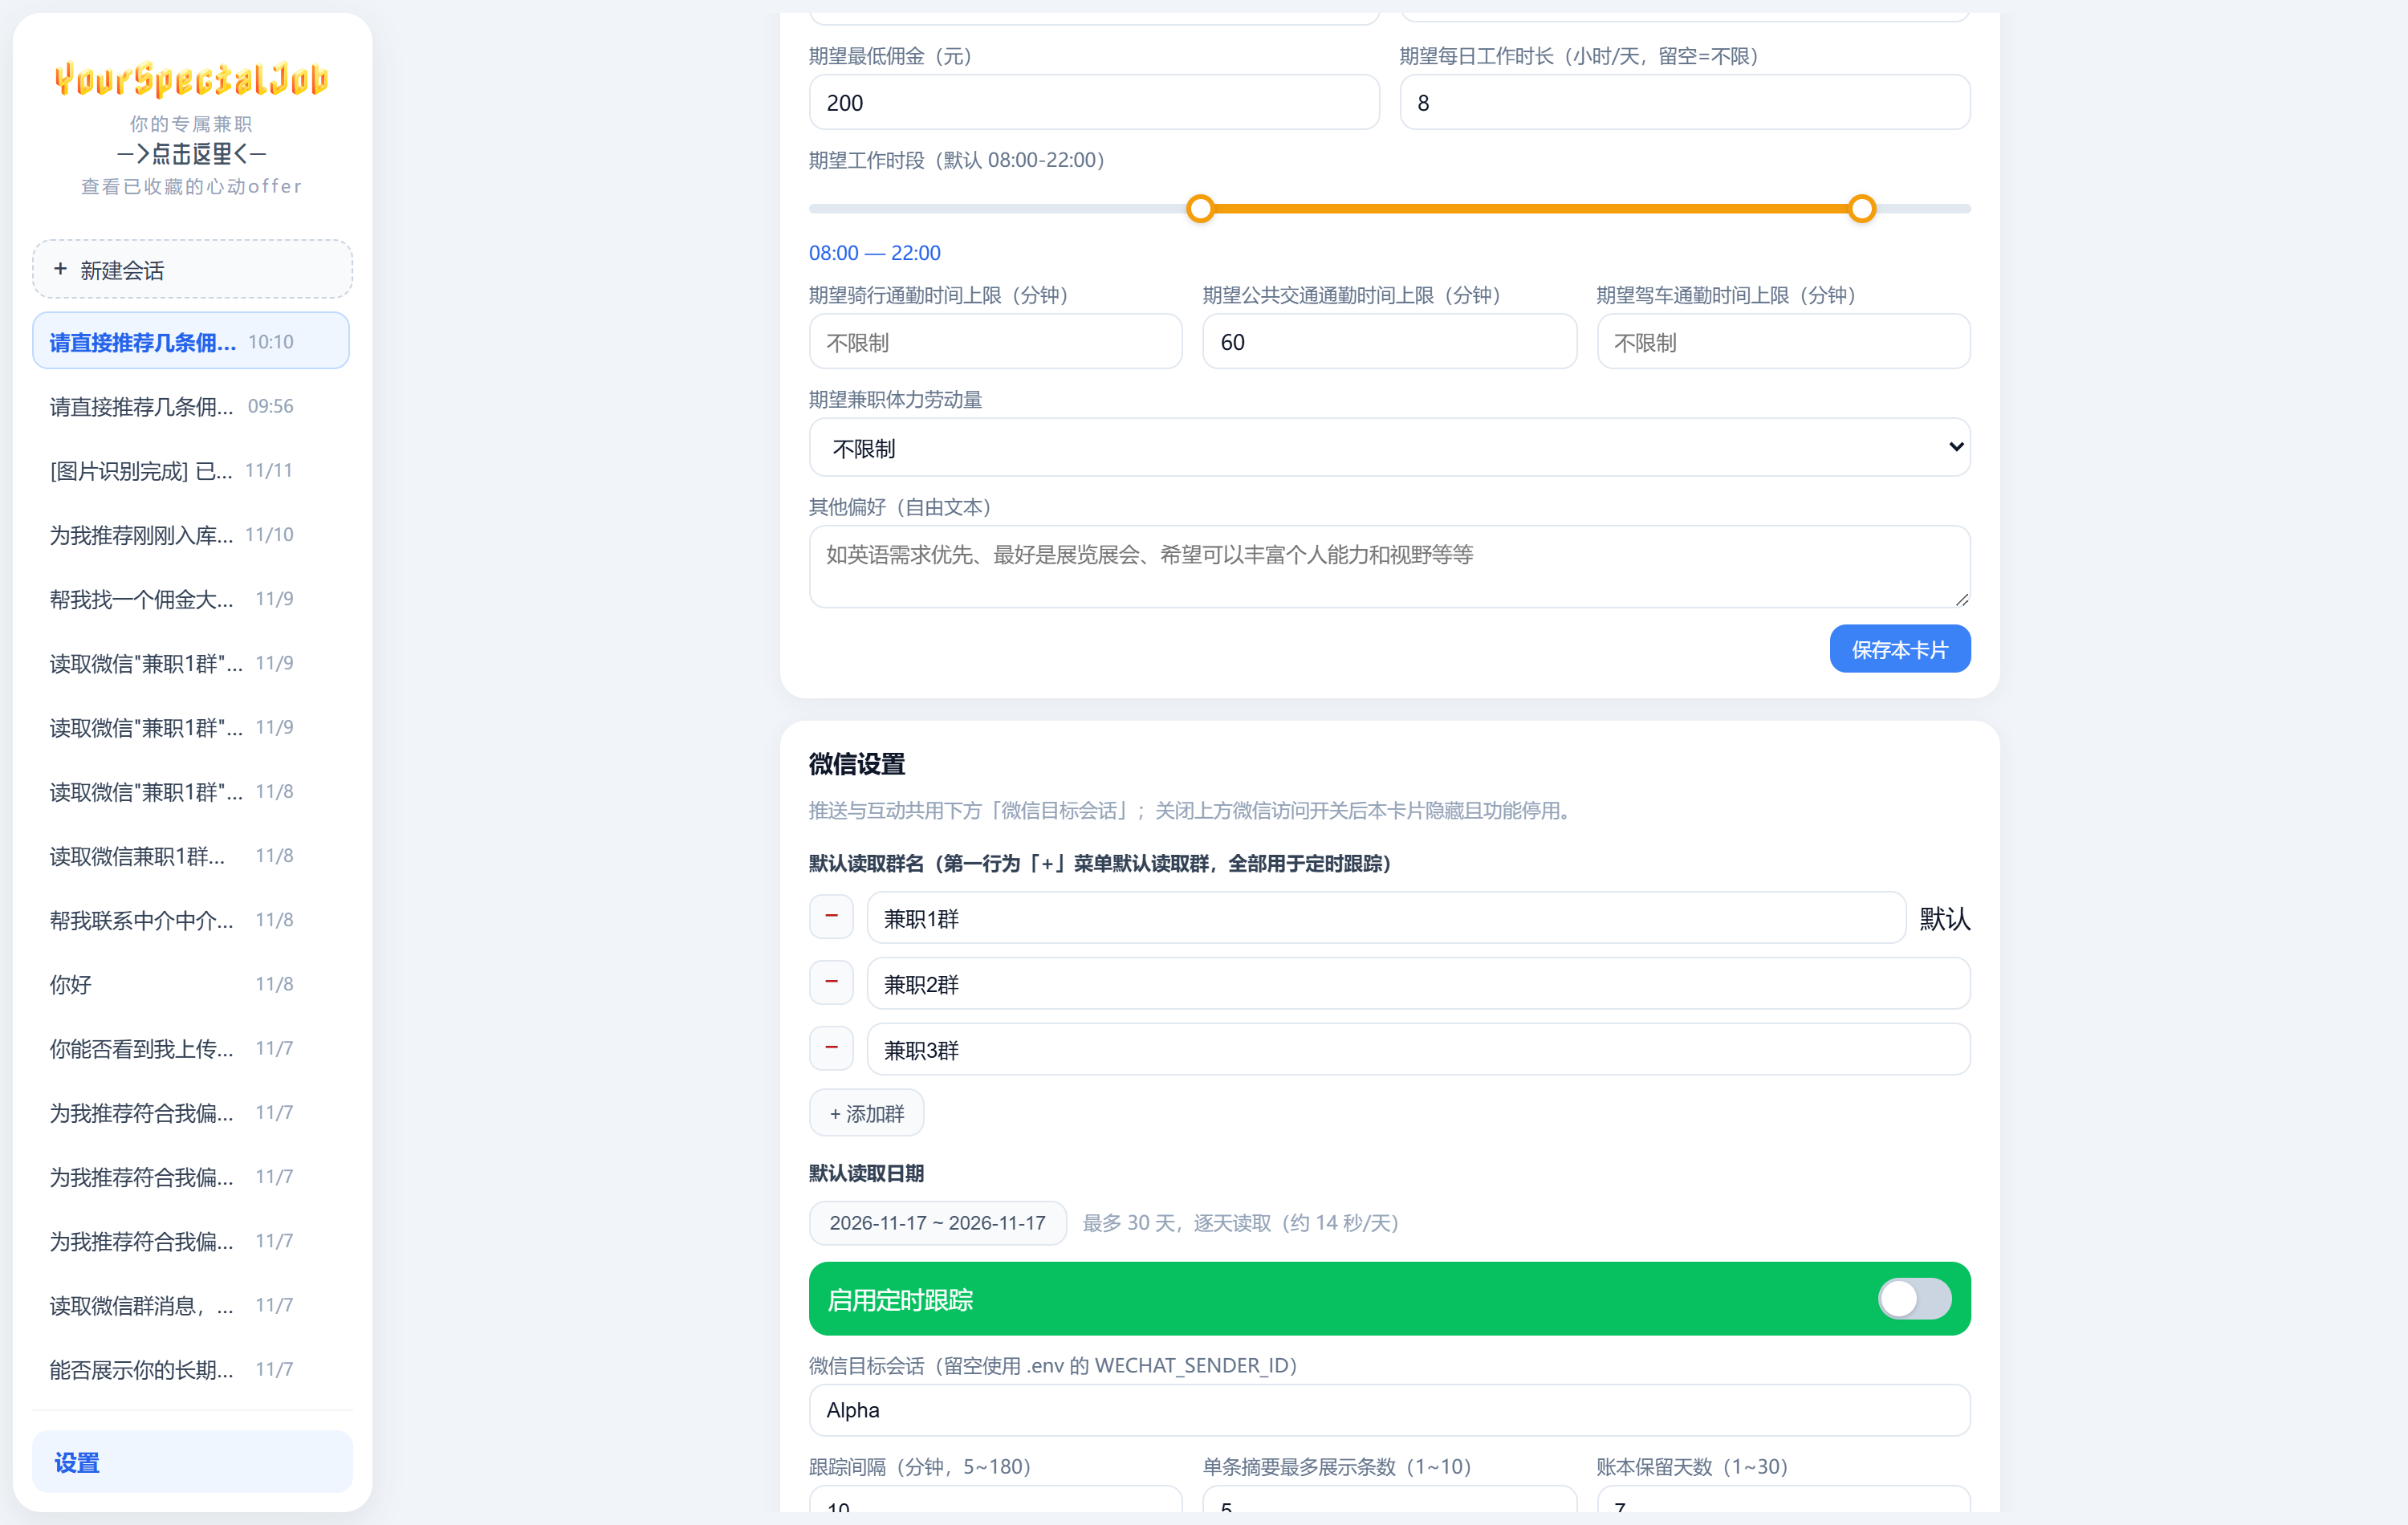 YourSpecialJob
你的专属兼职
—>点击这里<—
查看已收藏的心动offer
+ 新建会话
请直接推荐几条佣... 10:10
请直接推荐几条佣... 09:56
[图片识别完成] 已... 11/11
为我推荐刚刚入库... 11/10
帮我找一个佣金大... 11/9
读取微信"兼职1群"... 11/9
读取微信"兼职1群"... 11/9
读取微信"兼职1群"... 11/8
读取微信兼职1群... 11/8
帮我联系中介中介... 11/8
你好 11/8
你能否看到我上传... 11/7
为我推荐符合我偏... 11/7
为我推荐符合我偏... 11/7
为我推荐符合我偏... 11/7
读取微信群消息，... 11/7
能否展示你的长期... 11/7
设置
期望最低佣金（元） 期望每日工作时长（小时/天，留空=不限）
200 8
期望工作时段（默认 08:00-22:00）
08:00 — 22:00
期望骑行通勤时间上限（分钟） 期望公共交通通勤时间上限（分钟） 期望驾车通勤时间上限（分钟）
不限制 60 不限制
期望兼职体力劳动量
不限制
其他偏好（自由文本）
如英语需求优先、最好是展览展会、希望可以丰富个人能力和视野等等
保存本卡片
微信设置
推送与互动共用下方「微信目标会话」；关闭上方微信访问开关后本卡片隐藏且功能停用。
默认读取群名（第一行为「+」菜单默认读取群，全部用于定时跟踪）
− 兼职1群 默认
− 兼职2群
− 兼职3群
+ 添加群
默认读取日期
2026-11-17 ~ 2026-11-17 最多 30 天，逐天读取（约 14 秒/天）
启用定时跟踪
微信目标会话（留空使用 .env 的 WECHAT_SENDER_ID）
Alpha
跟踪间隔（分钟，5~180） 单条摘要最多展示条数（1~10） 账本保留天数（1~30）
10 5 7